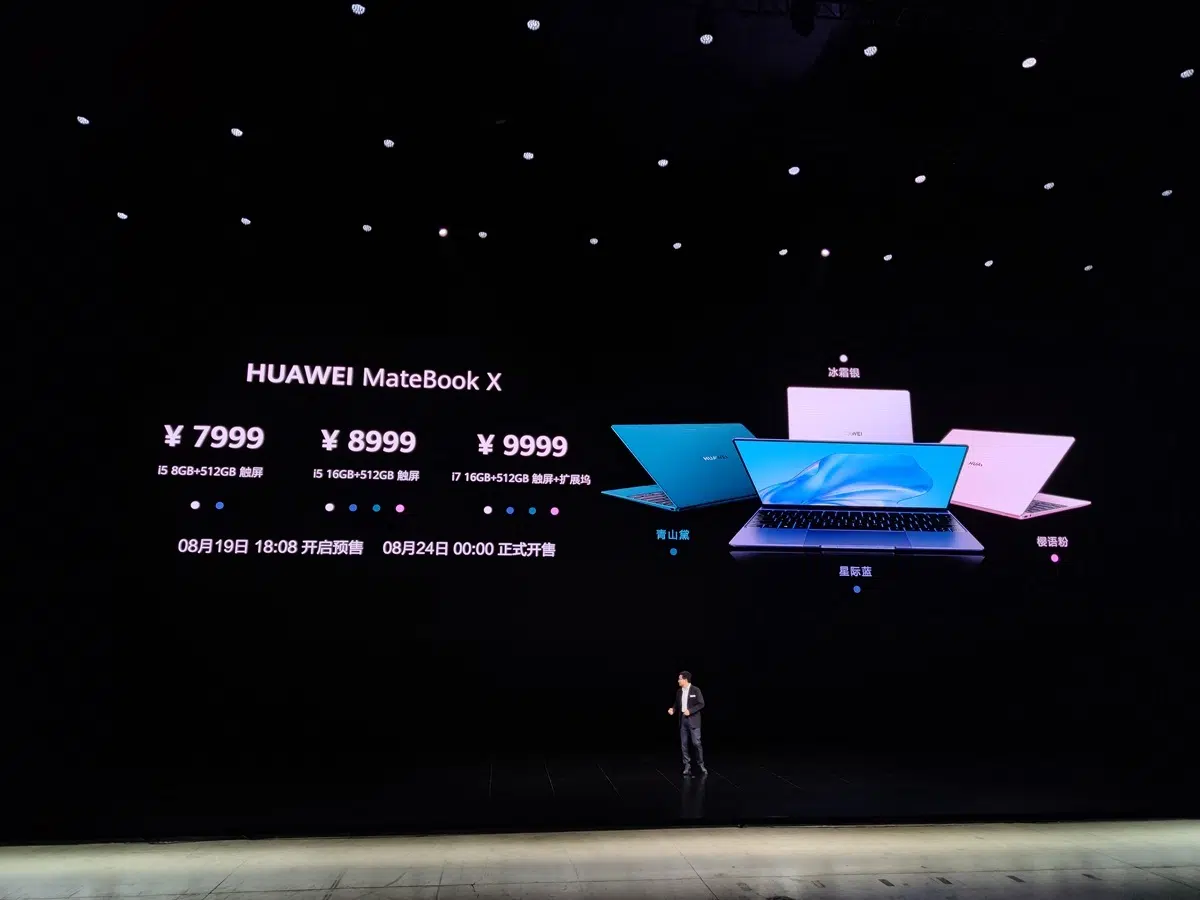 HUAWEI MateBook X
¥ 7999
¥ 8999
¥ 9999
i5 8GB+512GB 触屏
i5 16GB+512GB 触屏
i7 16GB+512GB 触屏+扩展坞
08月19日 18:08 开启预售 08月24日 00:00 正式开售
冰霜银
青山黛
星际蓝
樱语粉